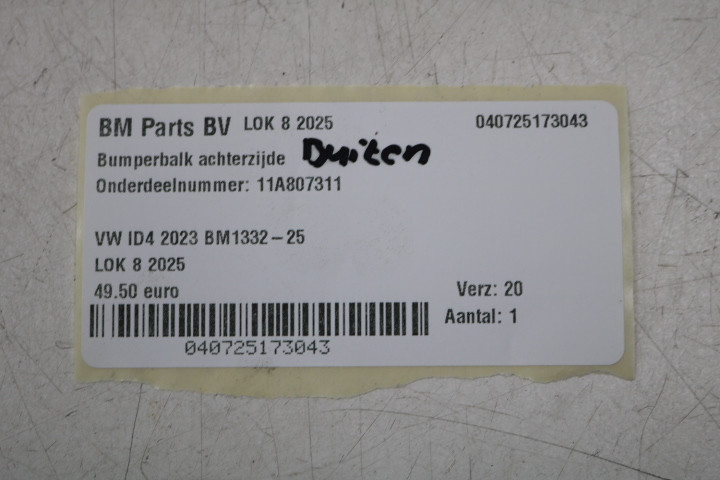 BM Parts BV LOK 8 2025 040725173043
Bumperbalk achterzijde Buiten
Onderdeelnummer: 11A807311
VW ID4 2023 BM1332-25
LOK 8 2025
49.50 euro Verz: 20
Aantal: 1
040725173043